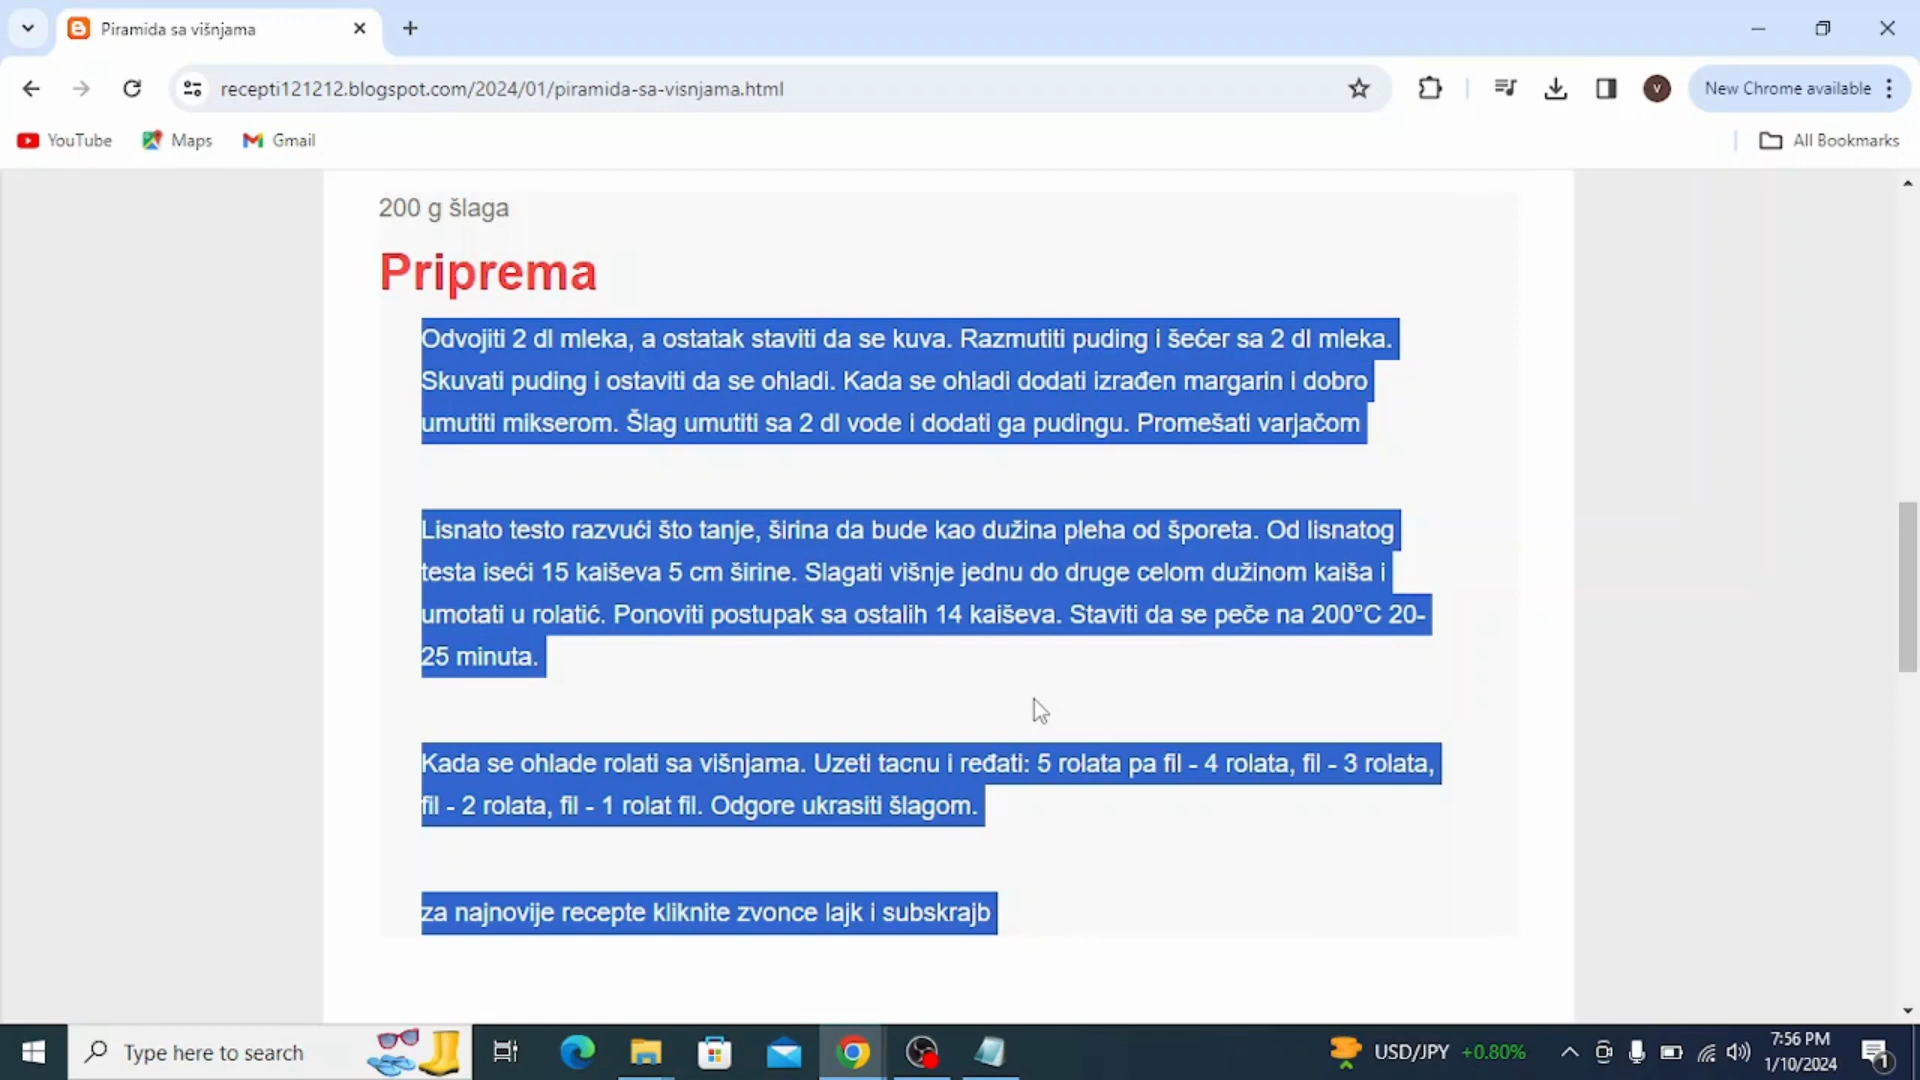 Piramida sa višnjama
recepti121212.blogspot.com/2024/01/piramida-sa-visnjama.html
V
New Chrome available
YouTube
Maps
Gmail
All Bookmarks
200 g šlaga
Priprema
Odvojiti 2 dl mleka, a ostatak staviti da se kuva. Razmutiti puding i šećer sa 2 dl mleka.
Skuvati puding i ostaviti da se ohladi. Kada se ohladi dodati izrađen margarin i dobro
umutiti mikserom. Šlag umutiti sa 2 dl vode i dodati ga pudingu. Promešati varjačom
Lisnato testo razvući što tanje, širina da bude kao dužina pleha od šporeta. Od lisnatog
testa iseći 15 kaiševa 5 cm širine. Slagati višnje jednu do druge celom dužinom kaiša i
umotati u rolatić. Ponoviti postupak sa ostalih 14 kaiševa. Staviti da se peče na 200°C 20-
25 minuta.
Kada se ohlade rolati sa višnjama. Uzeti tacnu i ređati: 5 rolata pa fil - 4 rolata, fil - 3 rolata,
fil - 2 rolata, fil - 1 rolat fil. Odgore ukrasiti šlagom.
za najnovije recepte kliknite zvonce lajk i subskrajb
Type here to search
USD/JPY +0.80%
7:56 PM
1/10/2024
1